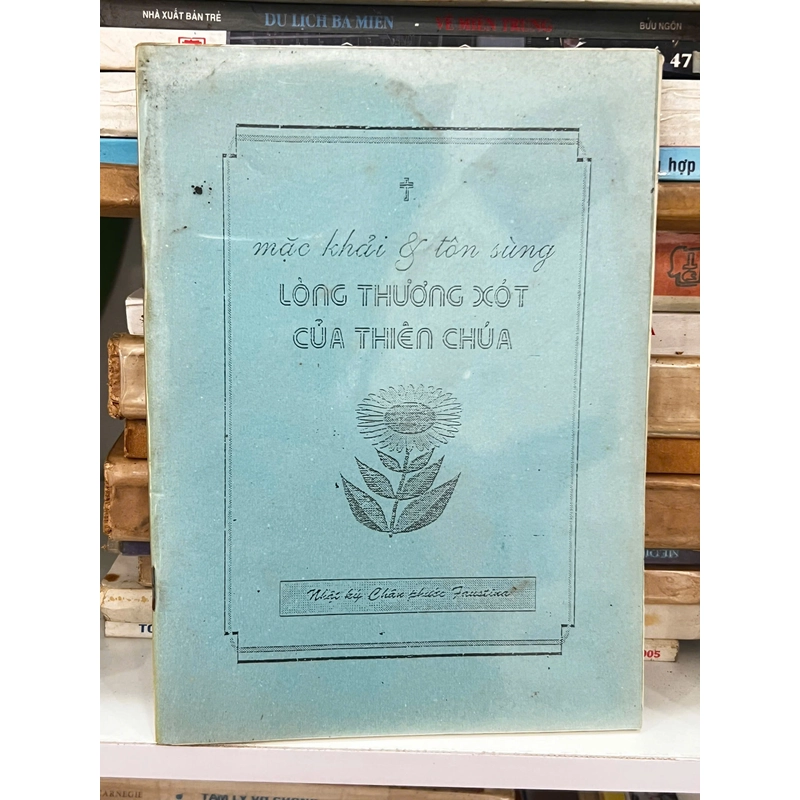 NHÀ XUẤT BẢN TRẺ
DU LỊCH BA MIỀN
BỬU NGÔN
47
hợp
mặc khải & tôn sùng
LÒNG THƯƠNG XÓT
CỦA THIÊN CHÚA
Nhật ký Chân phước Faustina